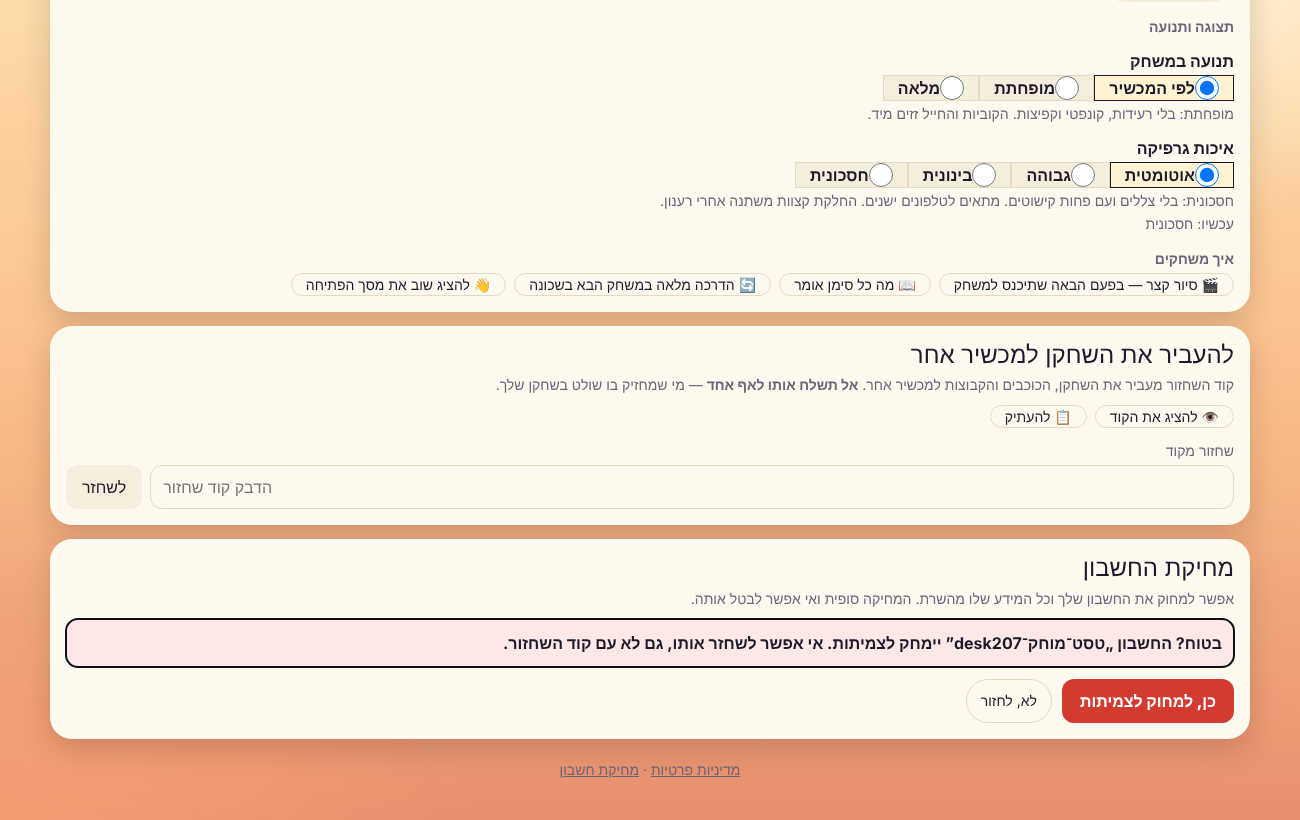 תצוגה ותנועה
תנועה במשחק
לפי המכשיר מופחתת מלאה
מופחתת: בלי רעידות, קונפטי וקפיצות. הקוביות והחייל זזים מיד.
איכות גרפיקה
אוטומטית גבוהה בינונית חסכונית
חסכונית: בלי צללים ועם פחות קישוטים. מתאים לטלפונים ישנים. החלקת קצוות משתנה אחרי רענון.
עכשיו: חסכונית
איך משחקים
🎬 סיור קצר — בפעם הבאה שתיכנס למשחק 📖 מה כל סימן אומר 🔄 הדרכה מלאה במשחק הבא בשכונה 👋 להציג שוב את מסך הפתיחה
להעביר את השחקן למכשיר אחר
קוד השחזור מעביר את השחקן, הכוכבים והקבוצות למכשיר אחר. אל תשלח אותו לאף אחד — מי שמחזיק בו שולט בשחקן שלך.
👁️ להציג את הקוד 📋 להעתיק
שחזור מקוד
הדבק קוד שחזור לשחזר
מחיקת החשבון
אפשר למחוק את החשבון שלך וכל המידע שלו מהשרת. המחיקה סופית ואי אפשר לבטל אותה.
בטוח? החשבון „טסט־מוחק־desk207” יימחק לצמיתות. אי אפשר לשחזר אותו, גם לא עם קוד השחזור.
כן, למחוק לצמיתות לא, לחזור
מדיניות פרטיות · מחיקת חשבון